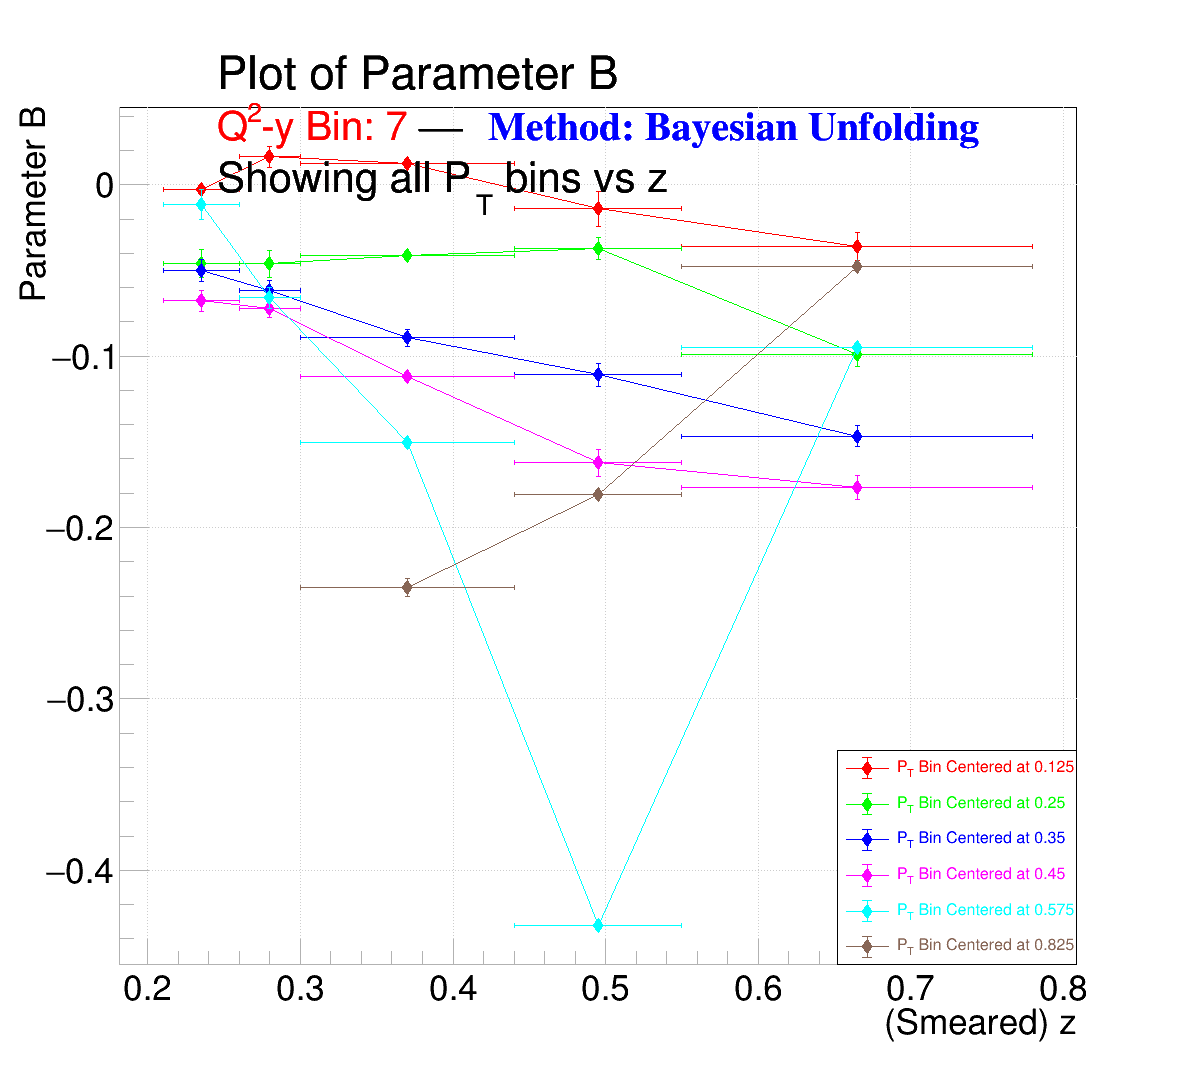 Plot of Parameter B
Q2-y Bin: 7 — Method: Bayesian Unfolding
Showing all PT bins vs z
Parameter B
0
−0.1
−0.2
−0.3
−0.4
PT Bin Centered at 0.125
PT Bin Centered at 0.25
PT Bin Centered at 0.35
PT Bin Centered at 0.45
PT Bin Centered at 0.575
PT Bin Centered at 0.825
0.2 0.3 0.4 0.5 0.6 0.7 0.8
(Smeared) z